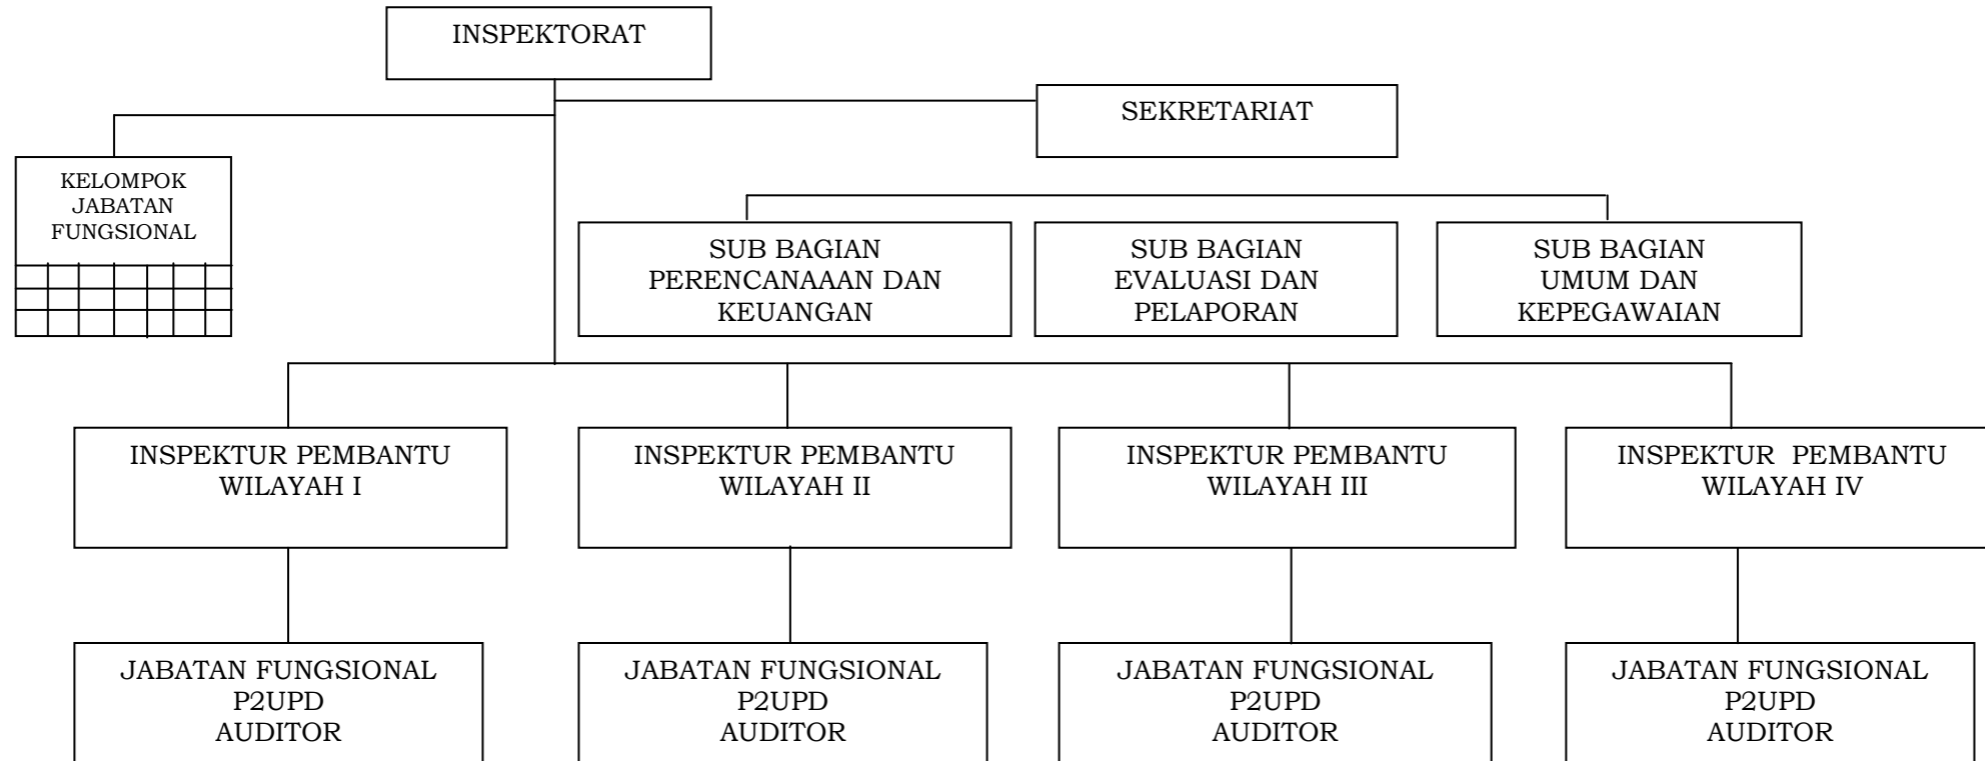 INSPEKTORAT
SEKRETARIAT
KELOMPOK
JABATAN
FUNGSIONAL
SUB BAGIAN
PERENCANAAAN DAN
KEUANGAN
SUB BAGIAN
EVALUASI DAN
PELAPORAN
SUB BAGIAN
UMUM DAN
KEPEGAWAIAN
INSPEKTUR PEMBANTU
WILAYAH I
INSPEKTUR PEMBANTU
WILAYAH II
INSPEKTUR PEMBANTU
WILAYAH III
INSPEKTUR PEMBANTU
WILAYAH IV
JABATAN FUNGSIONAL
P2UPD
AUDITOR
JABATAN FUNGSIONAL
P2UPD
AUDITOR
JABATAN FUNGSIONAL
P2UPD
AUDITOR
JABATAN FUNGSIONAL
P2UPD
AUDITOR